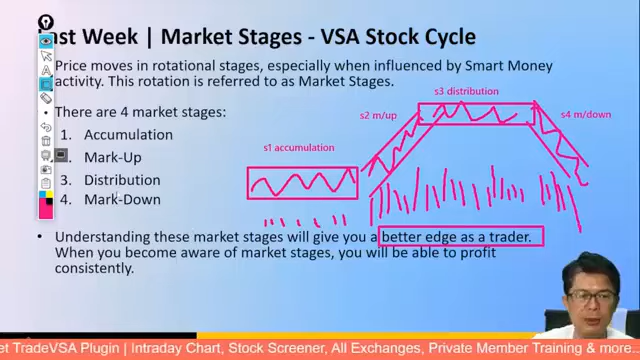 Last Week | Market Stages - VSA Stock Cycle
Price moves in rotational stages, especially when influenced by Smart Money
activity. This rotation is referred to as Market Stages.
There are 4 market stages:
1. Accumulation
Mark-Up
3. Distribution
4. Mark-Down
s1 accumulation
s2 m/up
s3 distribution
s4 m/down
• Understanding these market stages will give you a better edge as a trader.
When you become aware of market stages, you will be able to profit
consistently.
et TradeVSA Plugin | Intraday Chart, Stock Screener, All Exchanges, Private Member Training & more..